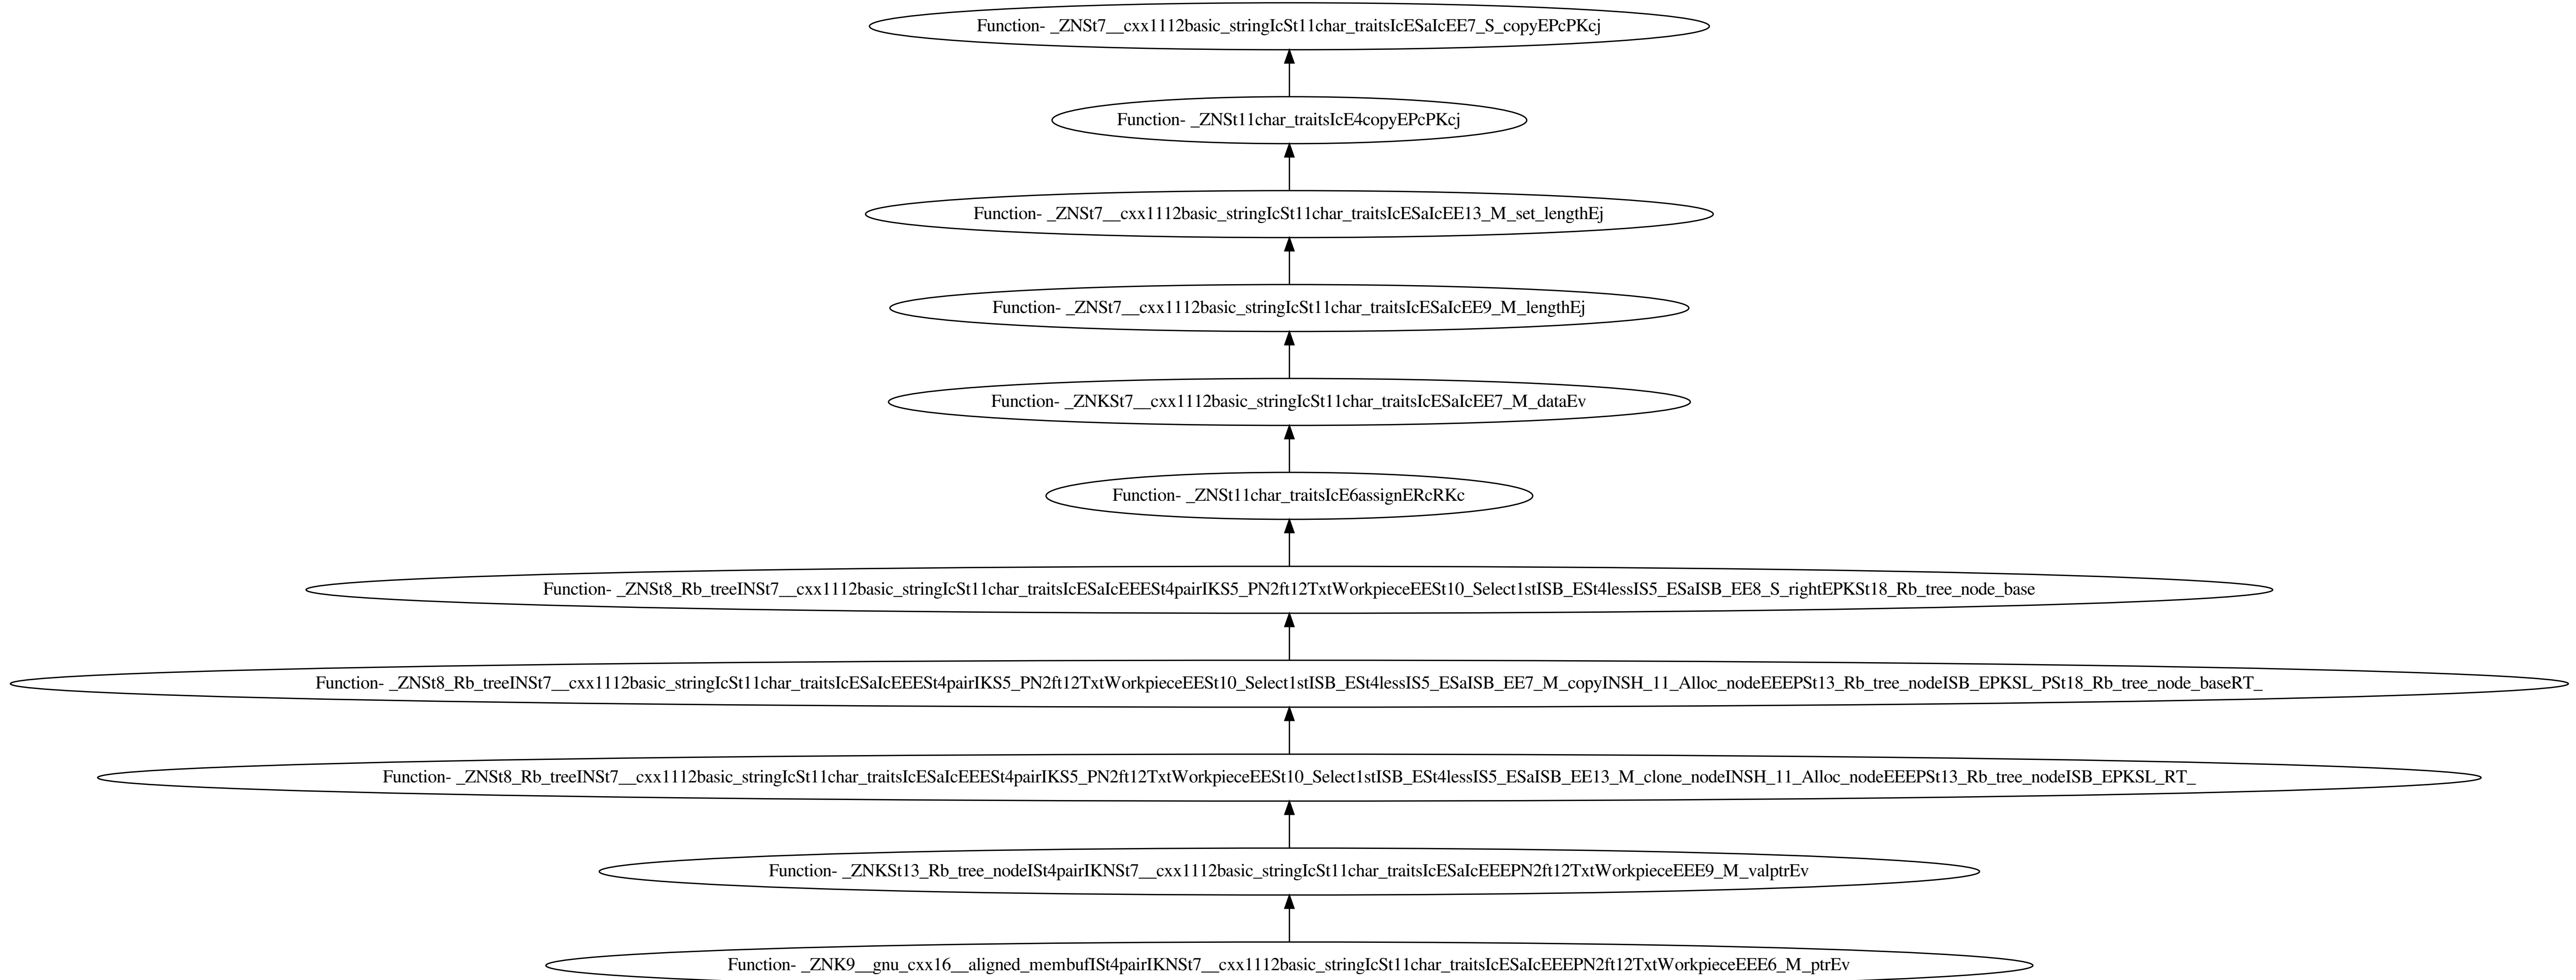 Function- _ZNSt7__cxx1112basic_stringIcSt11char_traitsIcESaIcEE7_S_copyEPcPKcj
Function- _ZNSt11char_traitsIcE4copyEPcPKcj
Function- _ZNSt7__cxx1112basic_stringIcSt11char_traitsIcESaIcEE13_M_set_lengthEj
Function- _ZNSt7__cxx1112basic_stringIcSt11char_traitsIcESaIcEE9_M_lengthEj
Function- _ZNKSt7__cxx1112basic_stringIcSt11char_traitsIcESaIcEE7_M_dataEv
Function- _ZNSt11char_traitsIcE6assignERcRKc
Function- _ZNSt8_Rb_treeINSt7__cxx1112basic_stringIcSt11char_traitsIcESaIcEEESt4pairIKS5_PN2ft12TxtWorkpieceEESt10_Select1stISB_ESt4lessIS5_ESaISB_EE8_S_rightEPKSt18_Rb_tree_node_base
Function- _ZNSt8_Rb_treeINSt7__cxx1112basic_stringIcSt11char_traitsIcESaIcEEESt4pairIKS5_PN2ft12TxtWorkpieceEESt10_Select1stISB_ESt4lessIS5_ESaISB_EE7_M_copyINSH_11_Alloc_nodeEEEPSt13_Rb_tree_nodeISB_EPKSL_PSt18_Rb_tree_node_baseRT_
Function- _ZNSt8_Rb_treeINSt7__cxx1112basic_stringIcSt11char_traitsIcESaIcEEESt4pairIKS5_PN2ft12TxtWorkpieceEESt10_Select1stISB_ESt4lessIS5_ESaISB_EE13_M_clone_nodeINSH_11_Alloc_nodeEEEPSt13_Rb_tree_nodeISB_EPKSL_RT_
Function- _ZNKSt13_Rb_tree_nodeISt4pairIKNSt7__cxx1112basic_stringIcSt11char_traitsIcESaIcEEEPN2ft12TxtWorkpieceEEE9_M_valptrEv
Function- _ZNK9__gnu_cxx16__aligned_membufISt4pairIKNSt7__cxx1112basic_stringIcSt11char_traitsIcESaIcEEEPN2ft12TxtWorkpieceEEE6_M_ptrEv